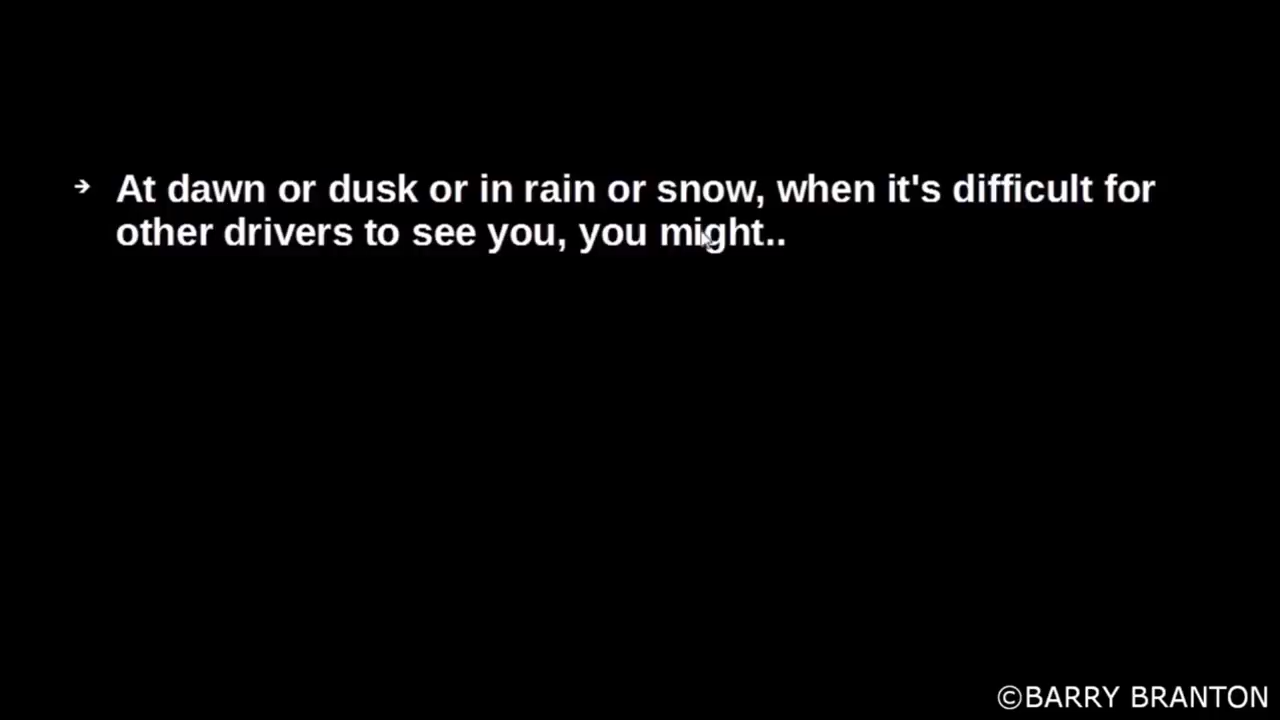 ➔ At dawn or dusk or in rain or snow, when it's difficult for
other drivers to see you, you might..
©BARRY BRANTON